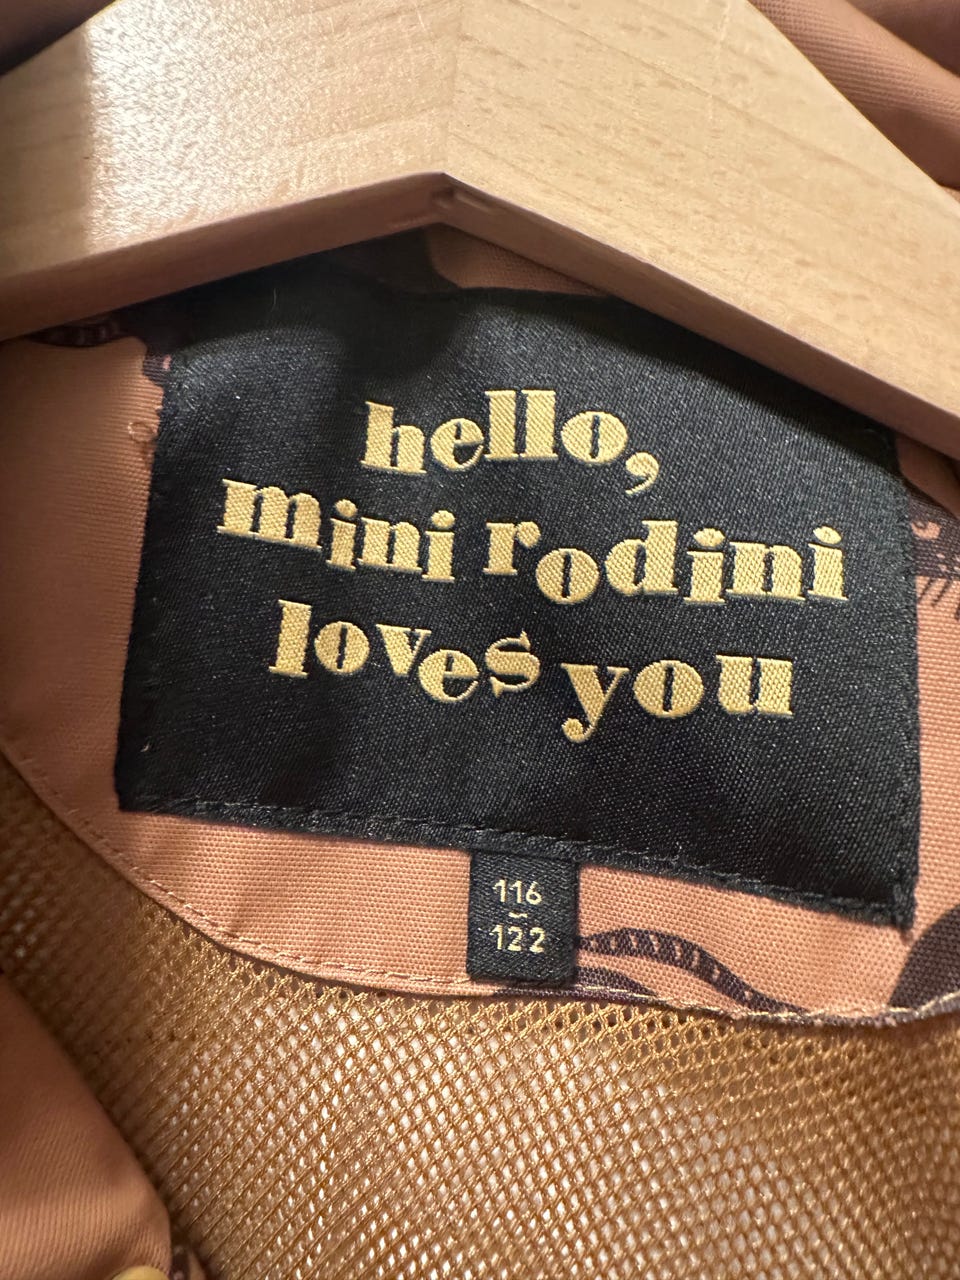 hello,
mini rodini
loves you
116
–
122